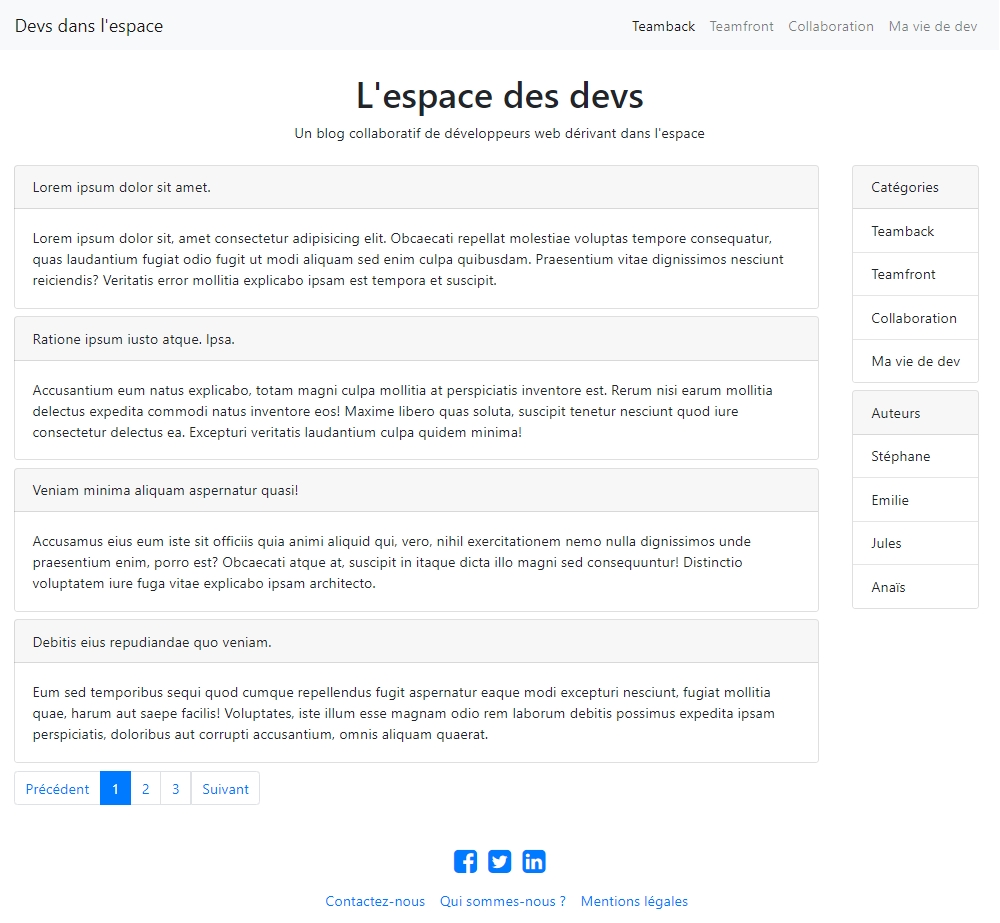 Devs dans l'espace
Teamback Teamfront Collaboration Ma vie de dev
L'espace des devs
Un blog collaboratif de développeurs web dérivant dans l'espace
Lorem ipsum dolor sit amet.
Lorem ipsum dolor sit, amet consectetur adipisicing elit. Obcaecati repellat molestiae voluptas tempore consequatur,
quas laudantium fugiat odio fugit ut modi aliquam sed enim culpa quibusdam. Praesentium vitae dignissimos nesciunt
reiciendis? Veritatis error mollitia explicabo ipsam est tempora et suscipit.
Ratione ipsum iusto atque. Ipsa.
Accusantium eum natus explicabo, totam magni culpa mollitia at perspiciatis inventore est. Rerum nisi earum mollitia
delectus expedita commodi natus inventore eos! Maxime libero quas soluta, suscipit tenetur nesciunt quod iure
consectetur delectus ea. Excepturi veritatis laudantium culpa quidem minima!
Veniam minima aliquam aspernatur quasi!
Accusamus eius eum iste sit officiis quia animi aliquid qui, vero, nihil exercitationem nemo nulla dignissimos unde
praesentium enim, porro est? Obcaecati atque at, suscipit in itaque dicta illo magni sed consequuntur! Distinctio
voluptatem iure fuga vitae explicabo ipsam architecto.
Debitis eius repudiandae quo veniam.
Eum sed temporibus sequi quod cumque repellendus fugit aspernatur eaque modi excepturi nesciunt, fugiat mollitia
quae, harum aut saepe facilis! Voluptates, iste illum esse magnam odio rem laborum debitis possimus expedita ipsam
perspiciatis, doloribus aut corrupti accusantium, omnis aliquam quaerat.
Précédent 1 2 3 Suivant
Catégories
Teamback
Teamfront
Collaboration
Ma vie de dev
Auteurs
Stéphane
Emilie
Jules
Anaïs
Contactez-nous Qui sommes-nous ? Mentions légales